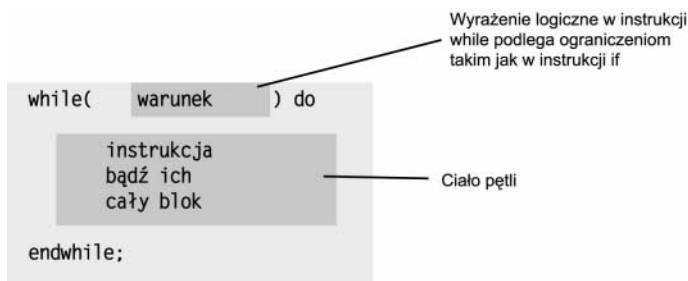 Wyrażenie logiczne w instrukcji
while podlega ograniczeniom
takim jak w instrukcji if
while( warunek ) do
instrukcja
bądź ich
cały blok
Ciało pętli
endwhile;